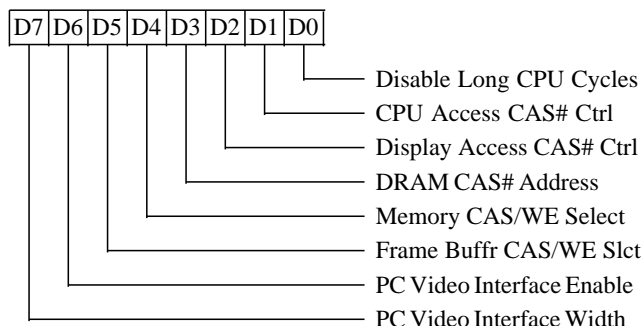 D7 D6 D5 D4 D3 D2 D1 D0
Disable Long CPU Cycles
CPU Access CAS# Ctrl
Display Access CAS# Ctrl
DRAM CAS# Address
Memory CAS/WE Select
Frame Buffr CAS/WE Slct
PC Video Interface Enable
PC Video Interface Width